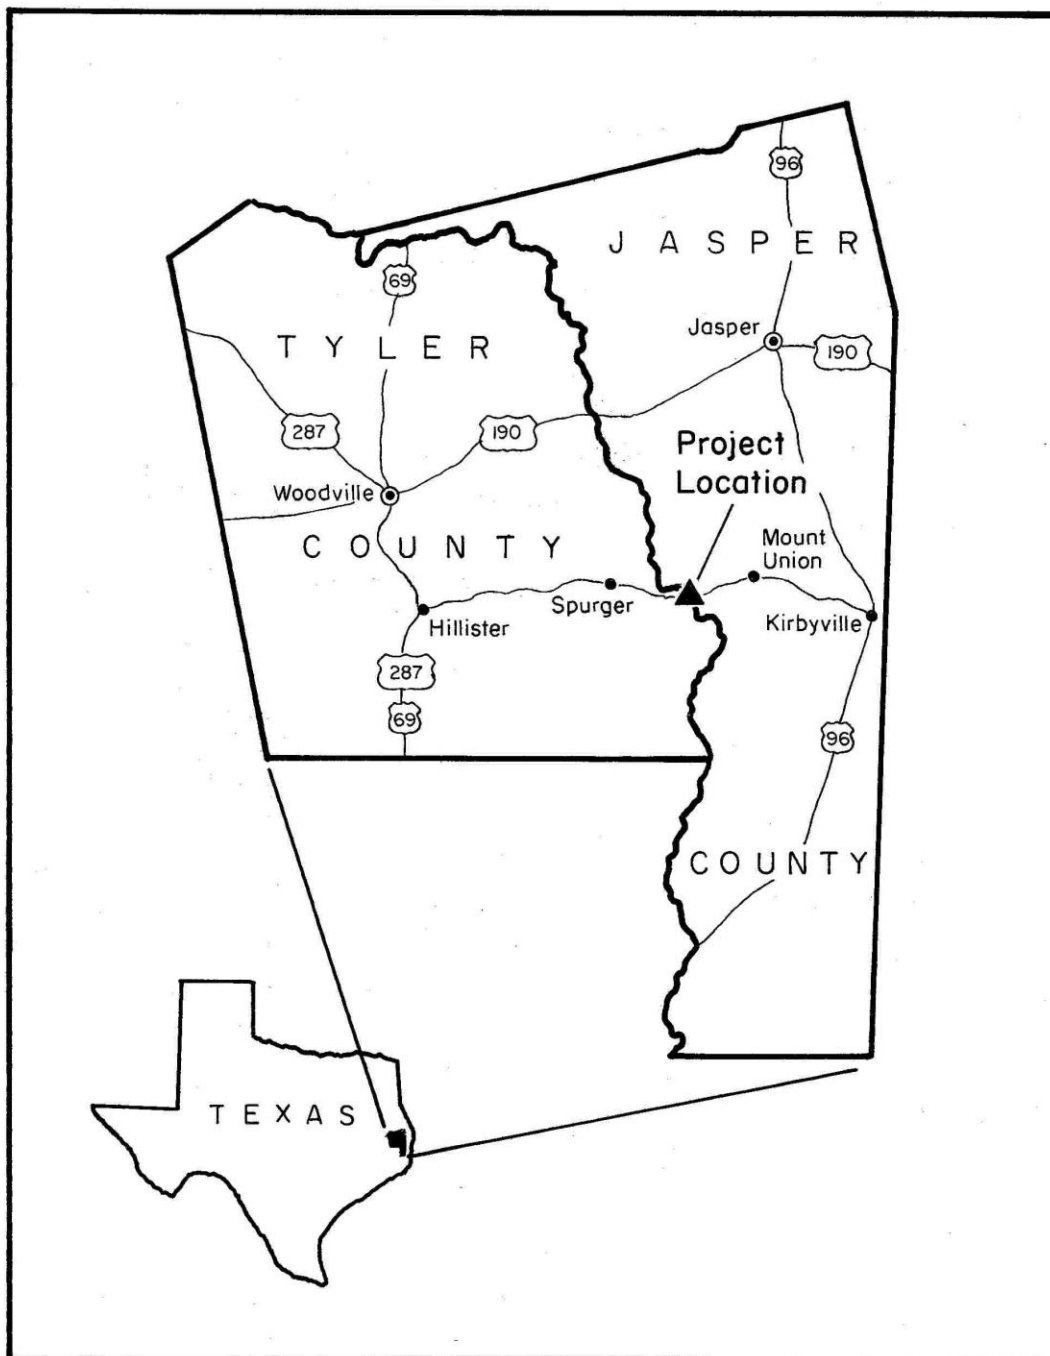 96
J A S P E R
69
Jasper
T Y L E R
190
287
190
Project
Location
Woodville
Mount
Union
C O U N T Y
Spurger
Hillister
Kirbyville
287
69
96
C O U N T Y
T E X A S